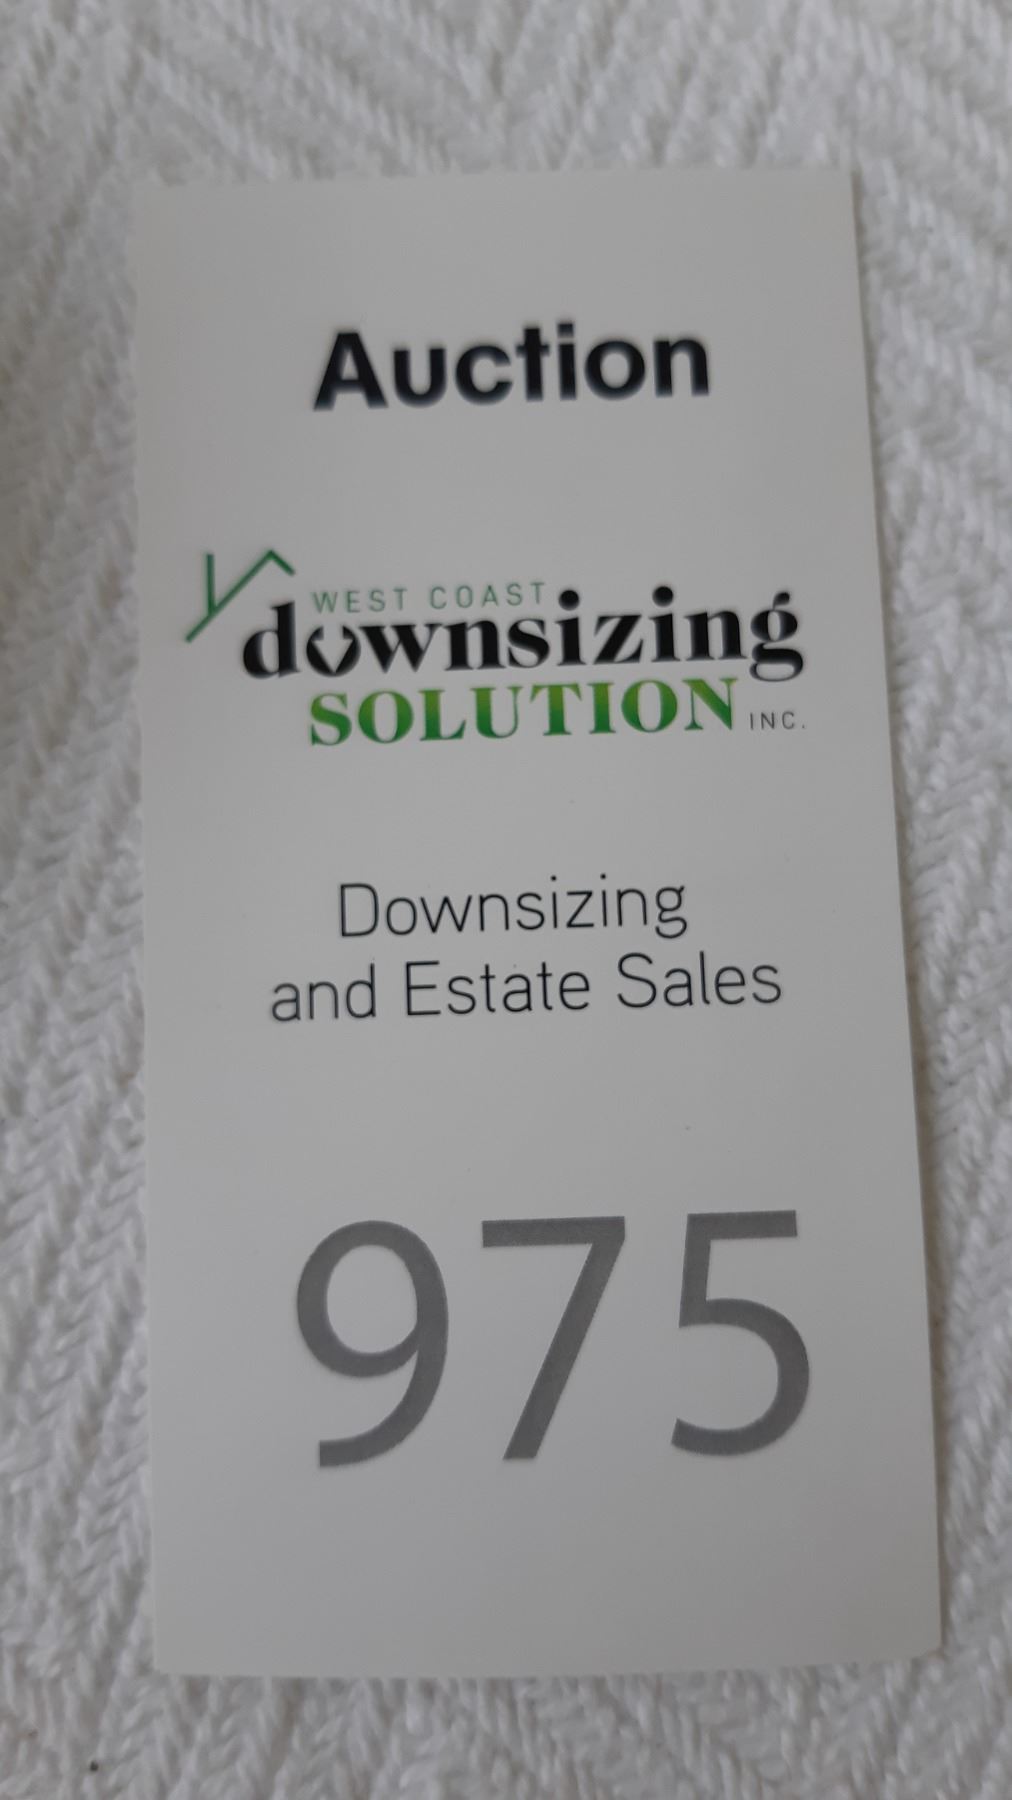 Auction
WEST COAST
downsizing
SOLUTION INC.
Downsizing
and Estate Sales
975